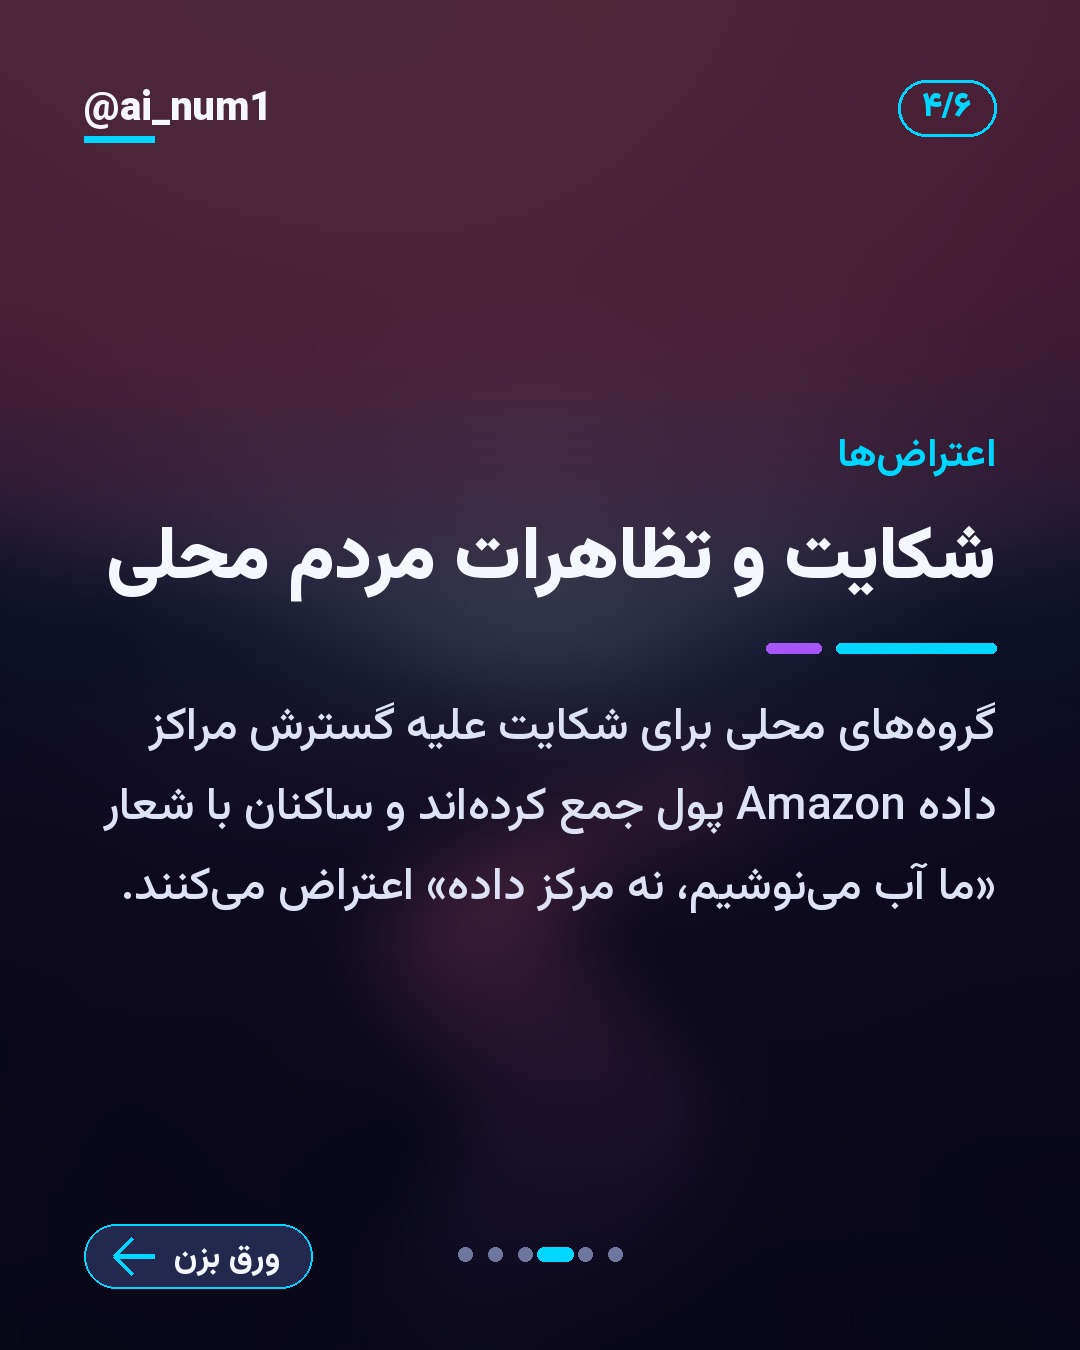 @ai_num1
۴/۶
اعتراض‌ها
شکایت و تظاهرات مردم محلی
گروه‌های محلی برای شکایت علیه گسترش مراکز
داده Amazon پول جمع کرده‌اند و ساکنان با شعار
«ما آب می‌نوشیم، نه مرکز داده» اعتراض می‌کنند.
ورق بزن